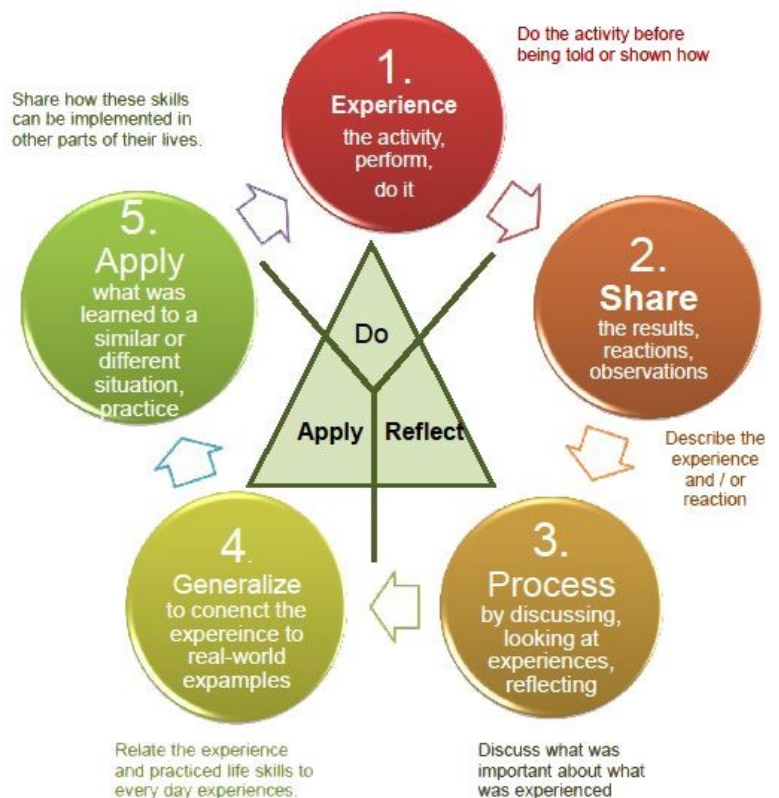 1.
Experience
the activity,
perform,
do it
Do the activity before
being told or shown how
2.
Share
the results,
reactions,
observations
Describe the
experience
and / or
reaction
3.
Process
by discussing,
looking at
experiences,
reflecting
Discuss what was
important about what
was experienced
4.
Generalize
to conenct the
expereince to
real-world
expamples
Relate the experience
and practiced life skills to
every day experiences.
5.
Apply
what was
learned to a
similar or
different
situation,
practice
Share how these skills
can be implemented in
other parts of their lives.
Do
Apply
Reflect